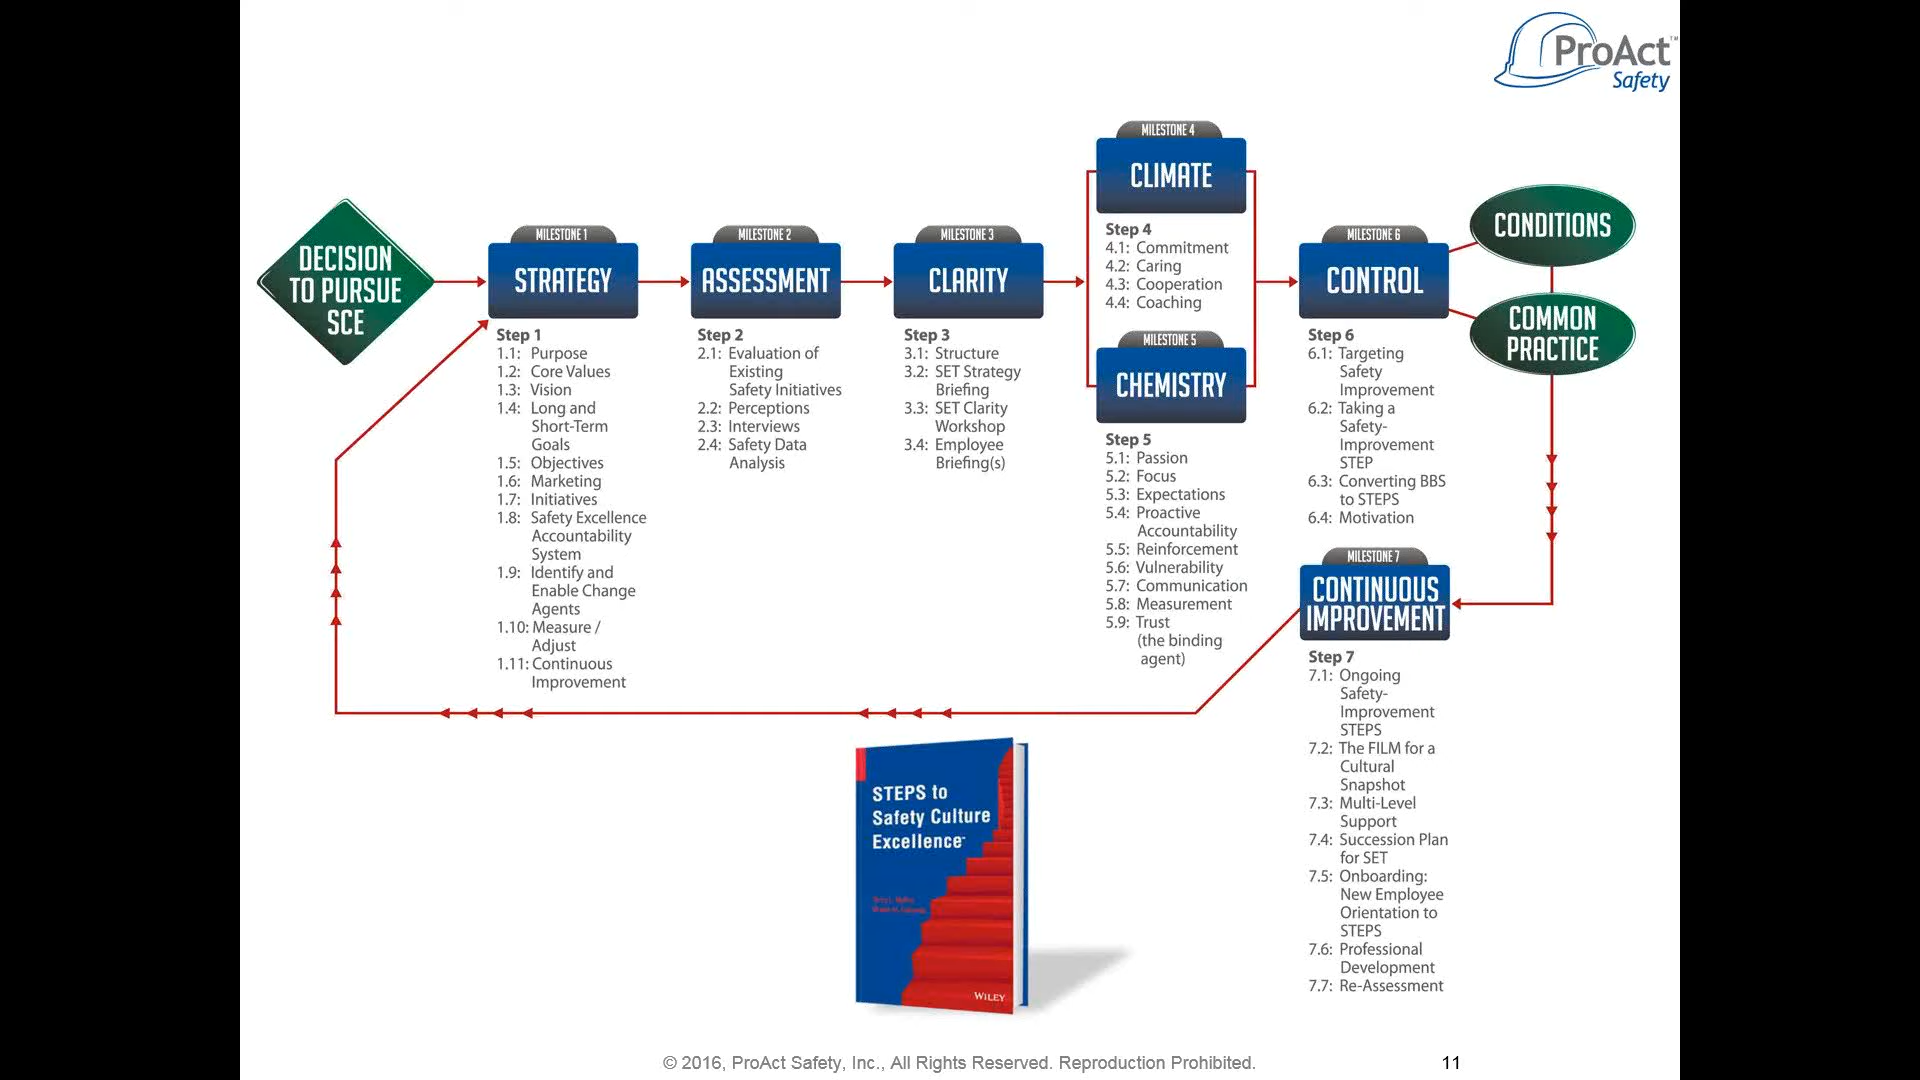 ProAct™
Safety
DECISION
TO PURSUE
SCE
MILESTONE 1
STRATEGY
Step 1
1.1: Purpose
1.2: Core Values
1.3: Vision
1.4: Long and
Short-Term
Goals
1.5: Objectives
1.6: Marketing
1.7: Initiatives
1.8: Safety Excellence
Accountability
System
1.9: Identify and
Enable Change
Agents
1.10: Measure /
Adjust
1.11: Continuous
Improvement
MILESTONE 2
ASSESSMENT
Step 2
2.1: Evaluation of
Existing
Safety Initiatives
2.2: Perceptions
2.3: Interviews
2.4: Safety Data
Analysis
MILESTONE 3
CLARITY
Step 3
3.1: Structure
3.2: SET Strategy
Briefing
3.3: SET Clarity
Workshop
3.4: Employee
Briefing(s)
MILESTONE 4
CLIMATE
Step 4
4.1: Commitment
4.2: Caring
4.3: Cooperation
4.4: Coaching
MILESTONE 5
CHEMISTRY
Step 5
5.1: Passion
5.2: Focus
5.3: Expectations
5.4: Proactive
Accountability
5.5: Reinforcement
5.6: Vulnerability
5.7: Communication
5.8: Measurement
5.9: Trust
(the binding
agent)
MILESTONE 6
CONTROL
Step 6
6.1: Targeting
Safety
Improvement
6.2: Taking a
Safety-
Improvement
STEP
6.3: Converting BBS
to STEPS
6.4: Motivation
CONDITIONS
COMMON
PRACTICE
MILESTONE 7
CONTINUOUS
IMPROVEMENT
Step 7
7.1: Ongoing
Safety-
Improvement
STEPS
7.2: The FILM for a
Cultural
Snapshot
7.3: Multi-Level
Support
7.4: Succession Plan
for SET
7.5: Onboarding:
New Employee
Orientation to
STEPS
7.6: Professional
Development
7.7: Re-Assessment
STEPS to
Safety Culture
Excellence
WILEY
© 2016, ProAct Safety, Inc., All Rights Reserved. Reproduction Prohibited.
11